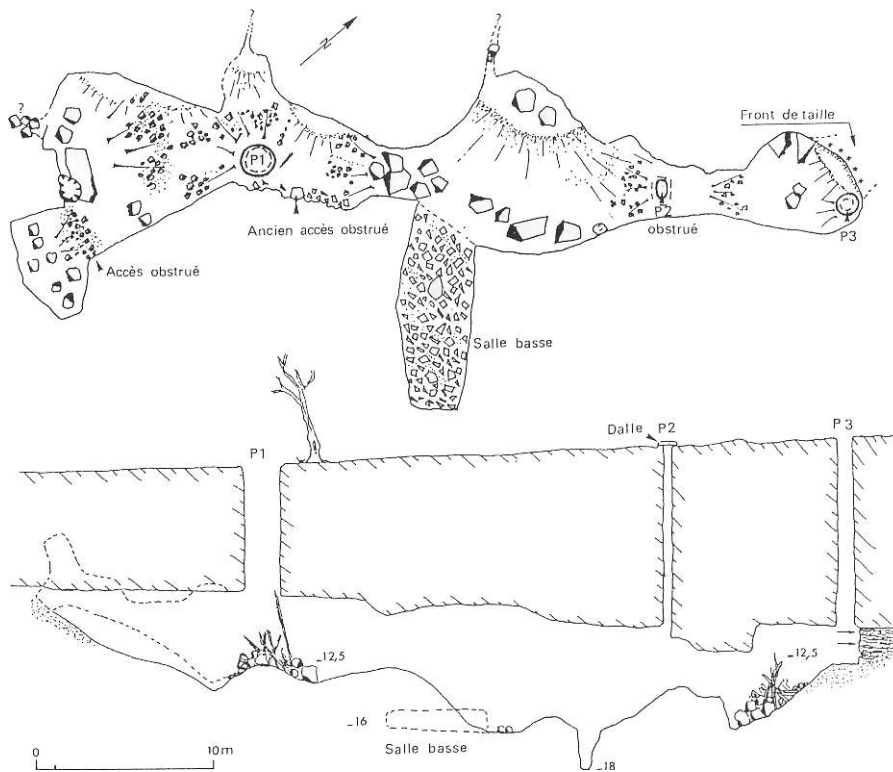 ?
?
N
?
P1
Front de taille
P2
obstrué
P3
Ancien accès obstrué
Accès obstrué
Salle basse
P1
Dalle P2
P3
-12,5
-12,5
-16
Salle basse
-18
0 10m